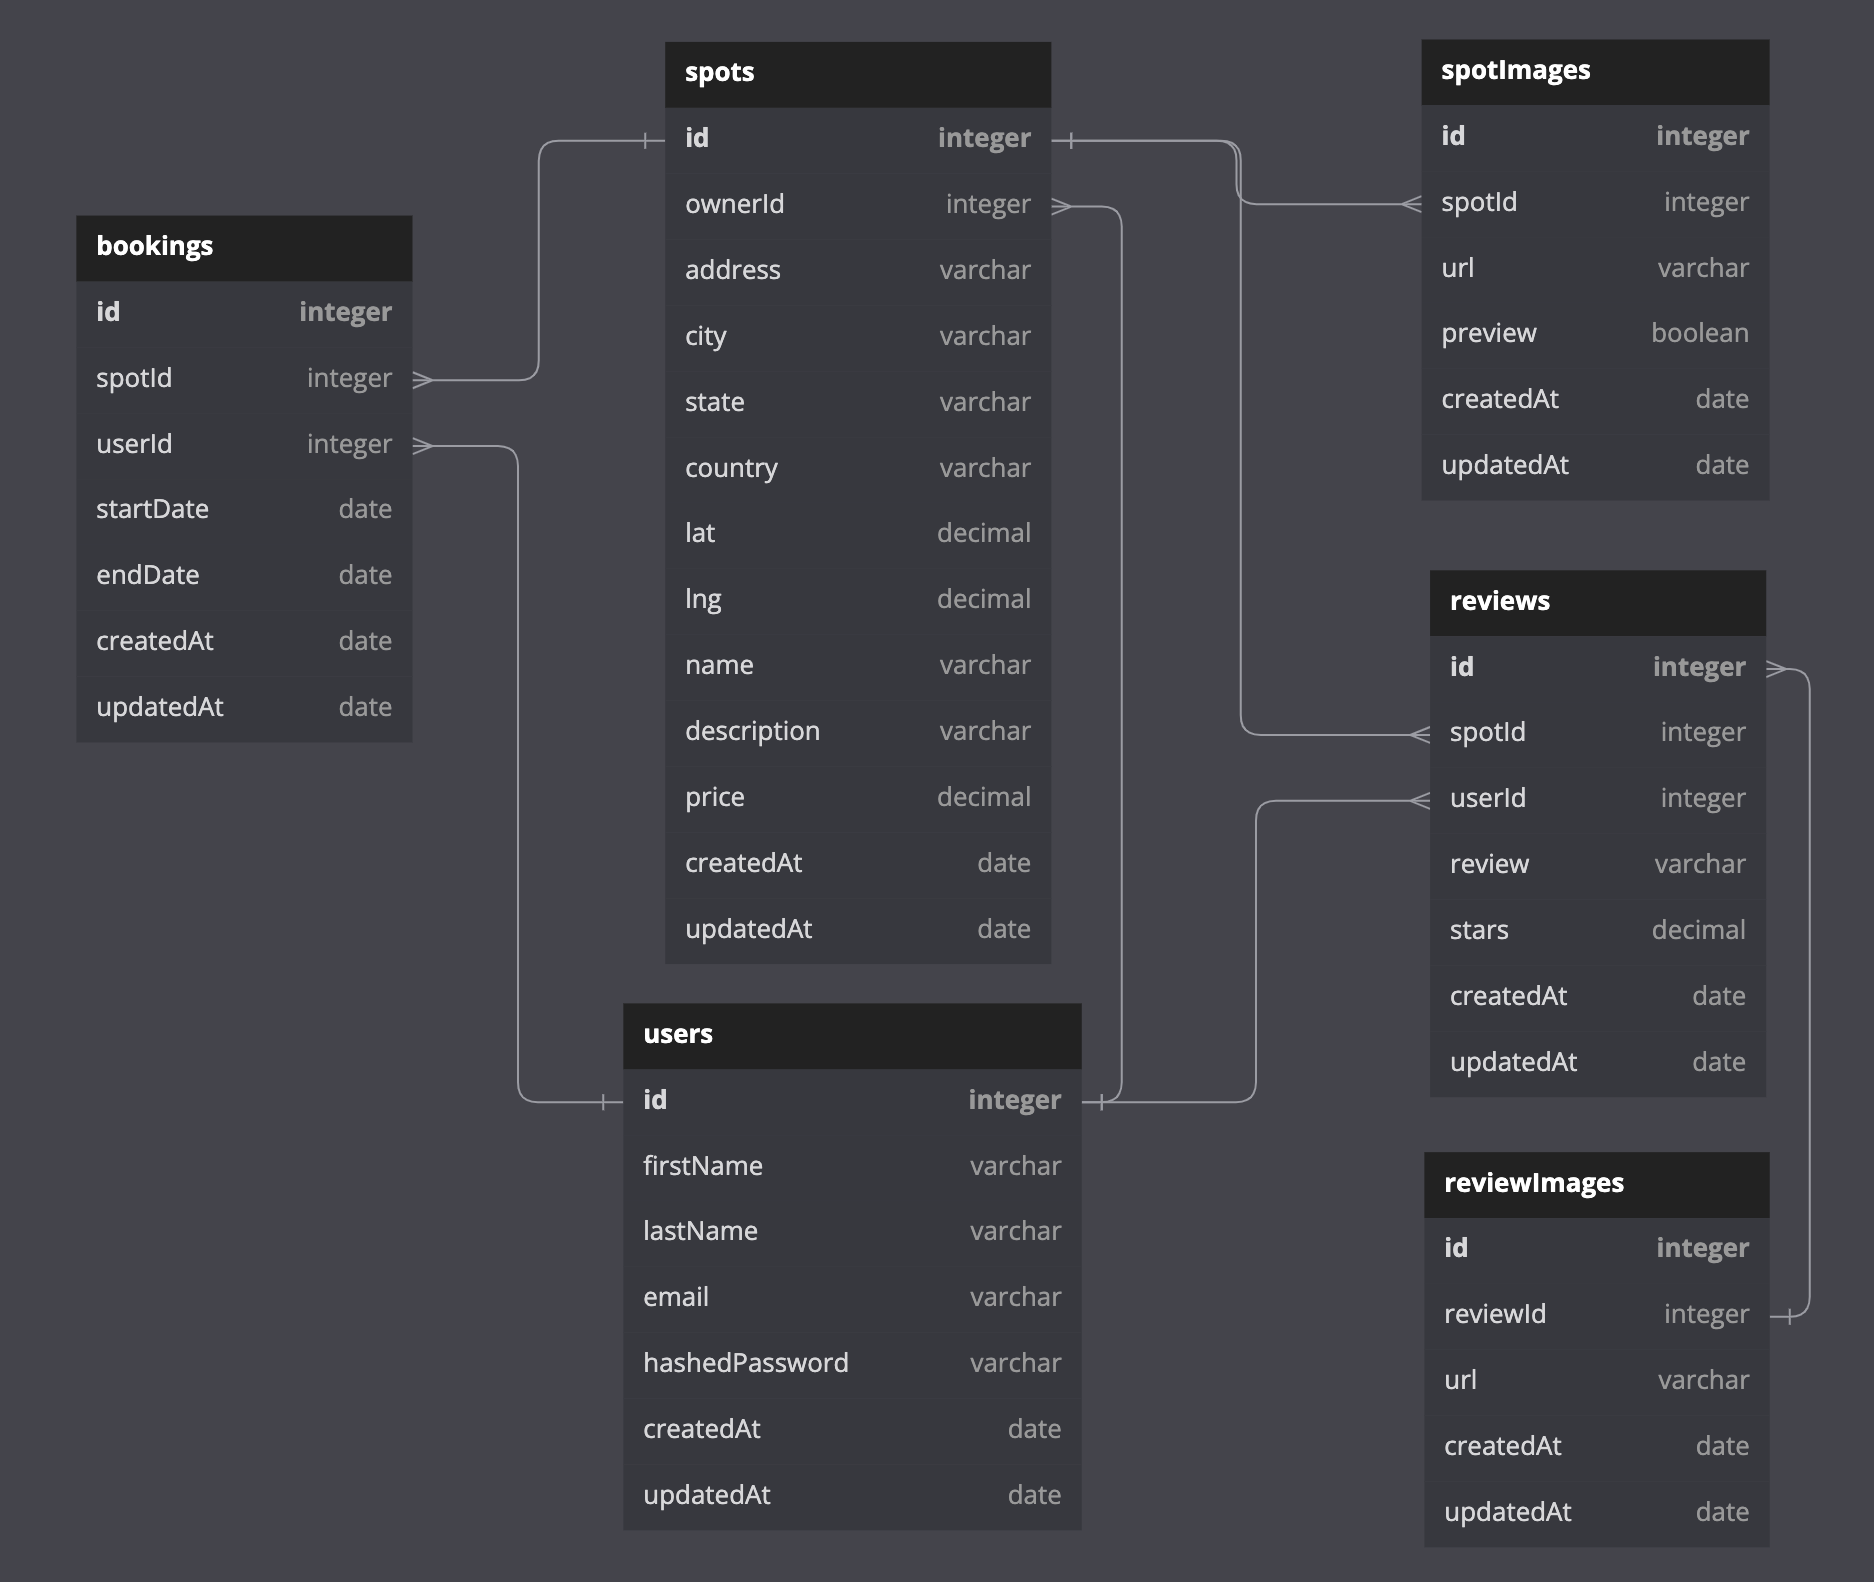 spots
id integer
ownerId integer
address varchar
city varchar
state varchar
country varchar
lat decimal
lng decimal
name varchar
description varchar
price decimal
createdAt date
updatedAt date
spotImages
id integer
spotId integer
url varchar
preview boolean
createdAt date
updatedAt date
bookings
id integer
spotId integer
userId integer
startDate date
endDate date
createdAt date
updatedAt date
reviews
id integer
spotId integer
userId integer
review varchar
stars decimal
createdAt date
updatedAt date
users
id integer
firstName varchar
lastName varchar
email varchar
hashedPassword varchar
createdAt date
updatedAt date
reviewImages
id integer
reviewId integer
url varchar
createdAt date
updatedAt date